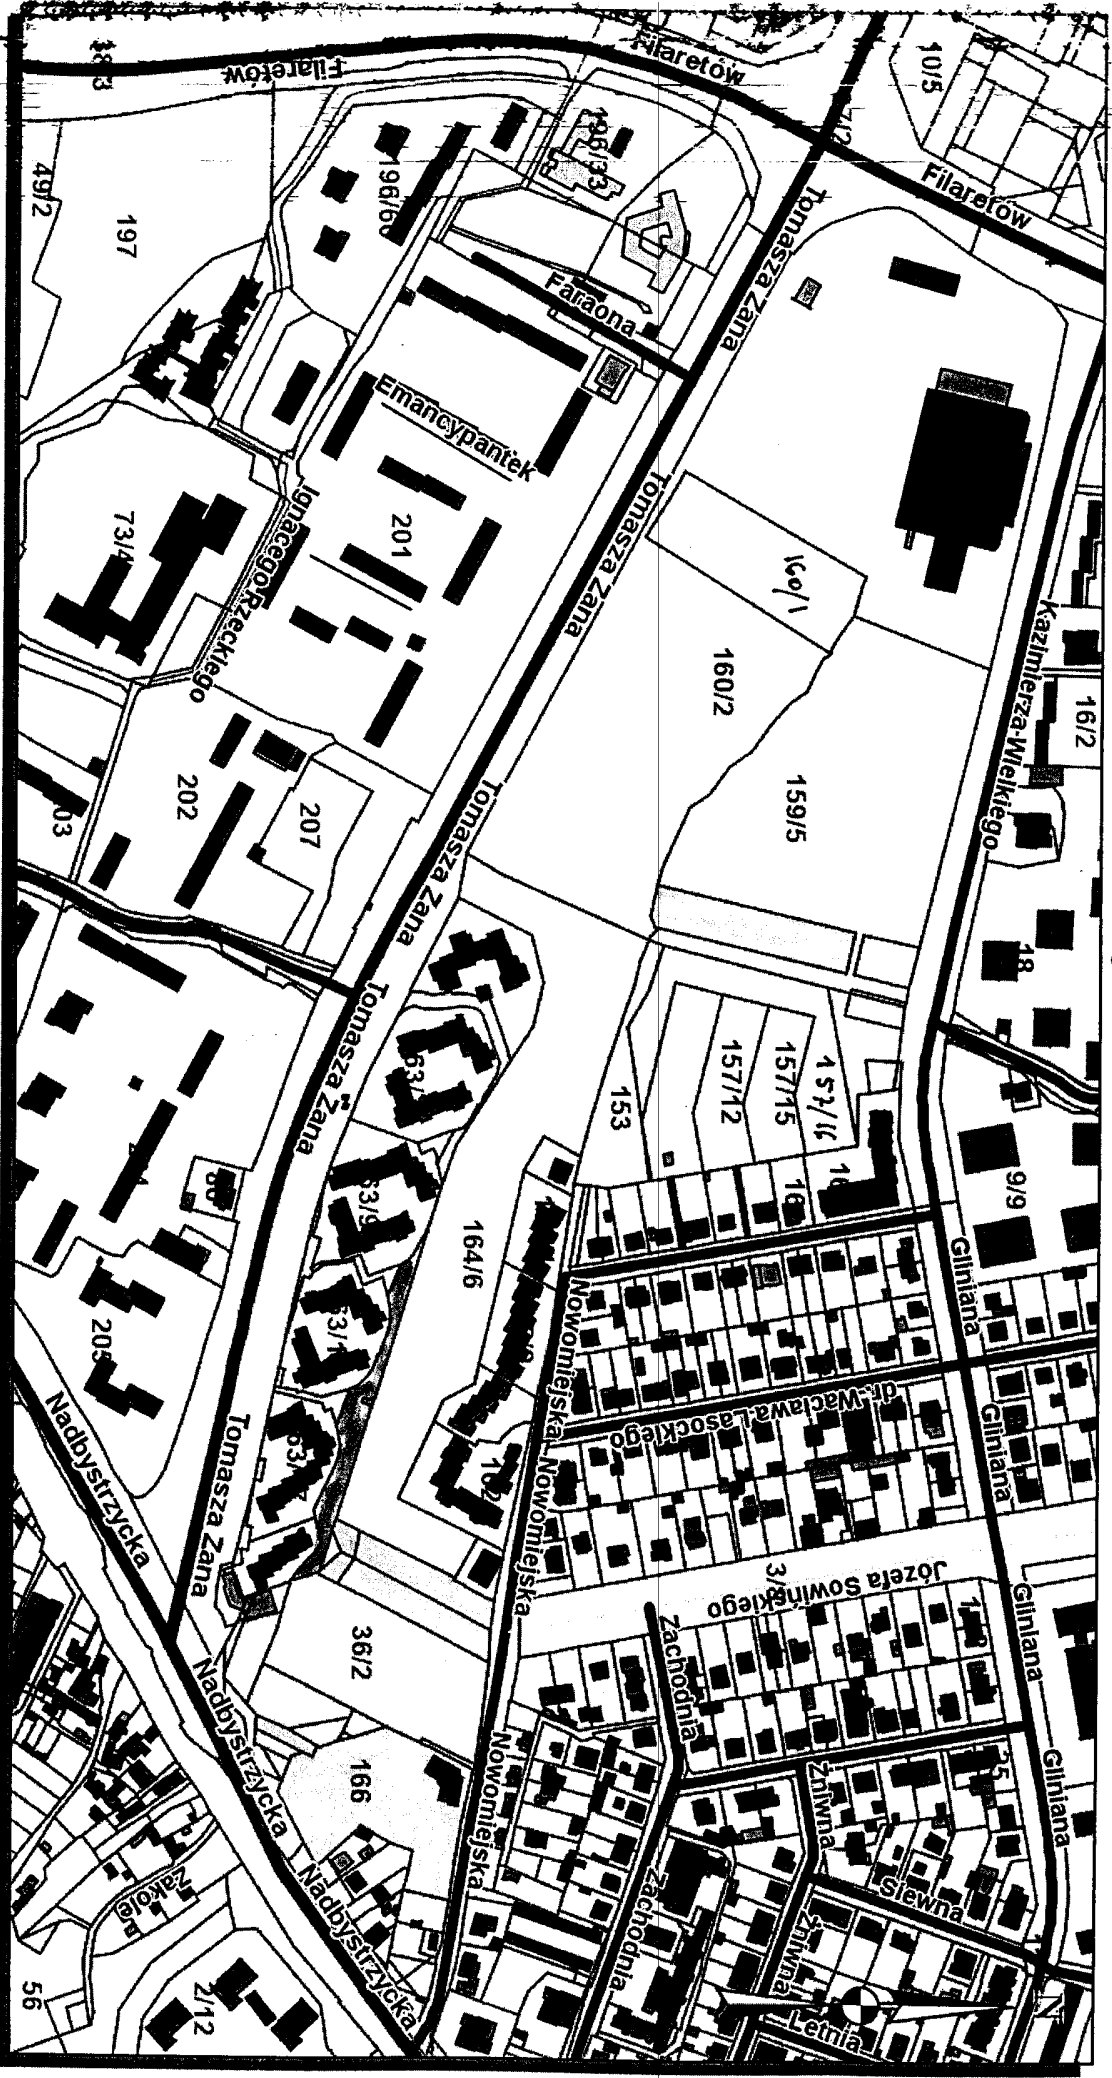 Filaretów
Filaretów
Filaretów
10/5
196/33
49/2
197
Tomasza Zana
Faraona
Emancypantek
Tomasza Zana
201
73/4
Ignacego Rzeckiego
160/1
160/2
159/5
Kazimierza Wielkiego
16/2
202
207
Tomasza Zana
18
Tomasza Zana
157/16
157/15
157/12
153
9/9
164/6
Nowomiejska
Gliniana
dr. Wacława Lasockiego
205
Nadbystrzycka
Tomasza Zana
Nowomiejska
Gliniana
Józefa Sowińskiego
Gliniana
36/2
Zachodnia
Nadbystrzycka
166
Nowomiejska
Żniwna
Gliniana
Siewna
Zachodnia
Żniwna
Letnia
Zakole
Nadbystrzycka
2/12
56
N